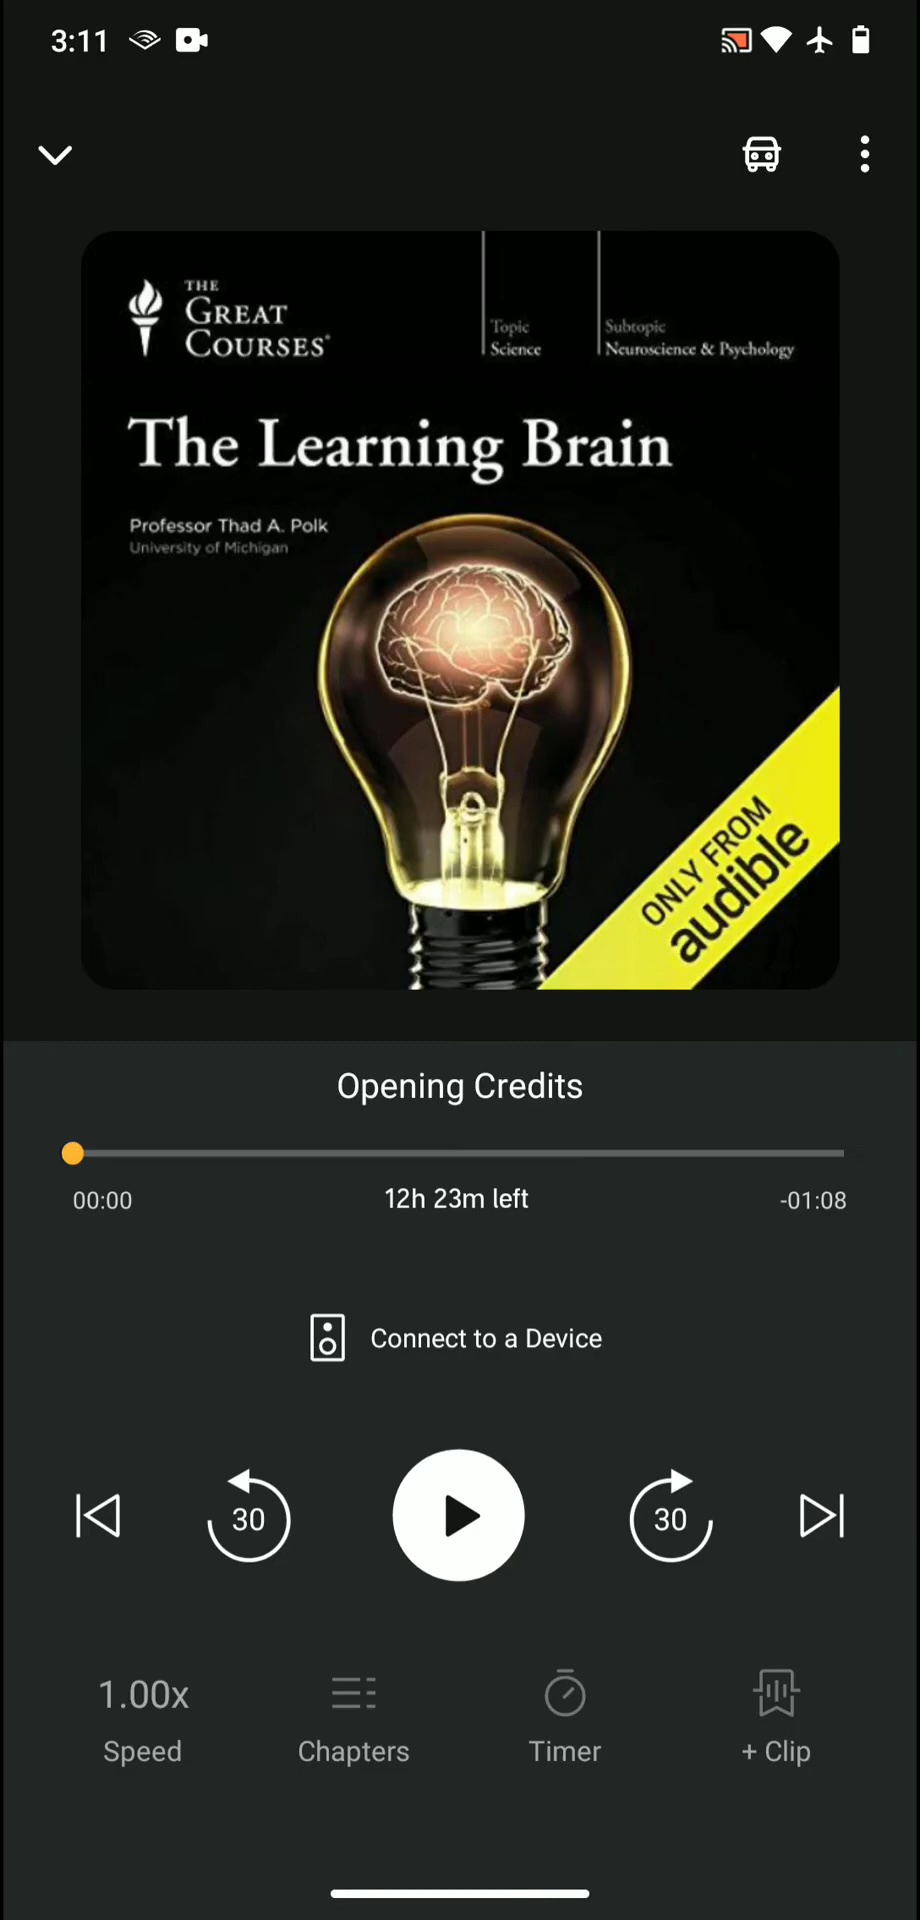 3:11
THE
GREAT
COURSES®
Topic
Science
Subtopic
Neuroscience & Psychology
The Learning Brain
Professor Thad A. Polk
University of Michigan
ONLY FROM
audible
Opening Credits
00:00
12h 23m left
-01:08
Connect to a Device
30
30
1.00x
Speed
Chapters
Timer
+ Clip